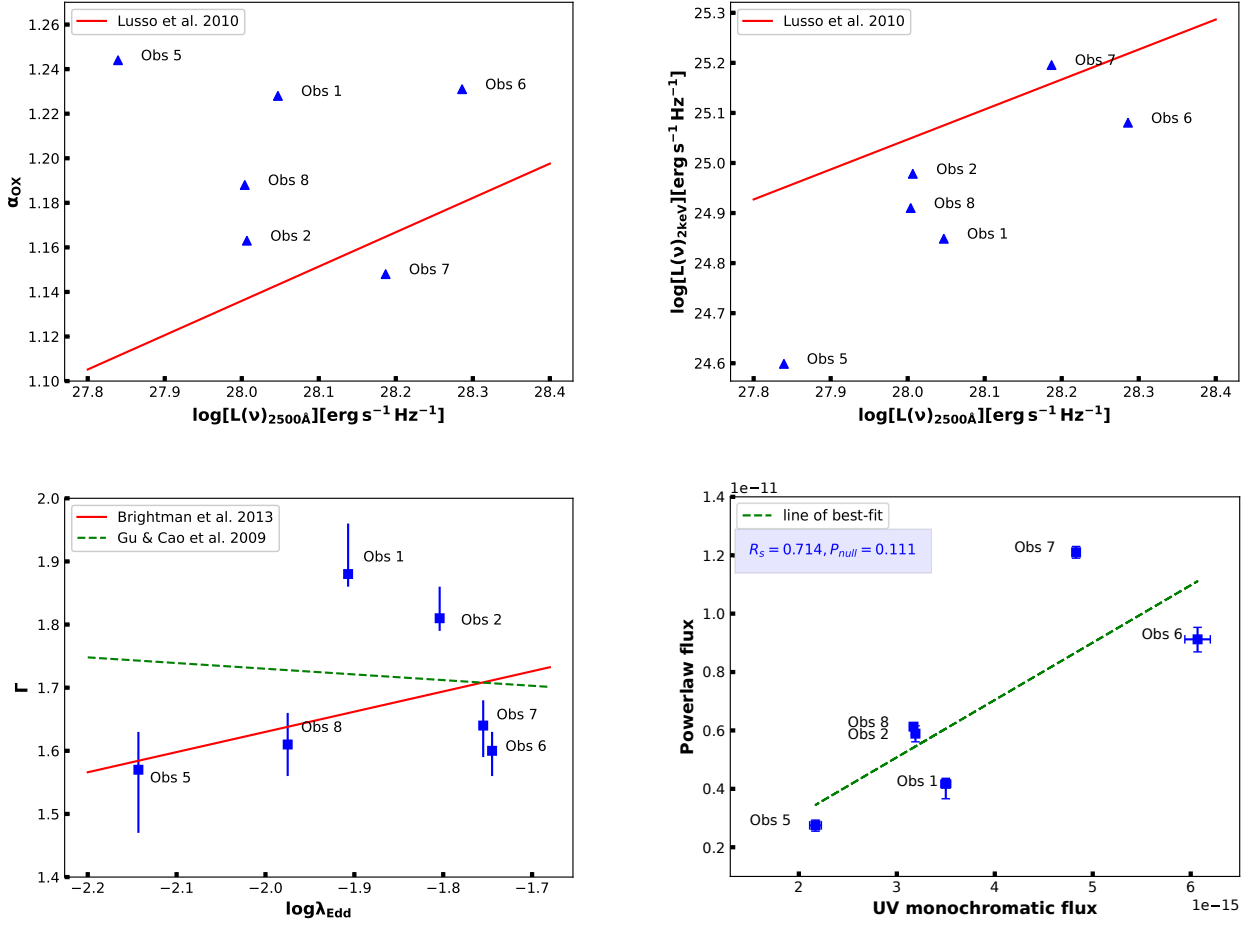 Lusso et al. 2010
Obs 5
Obs 1
Obs 6
Obs 8
Obs 2
Obs 7
1.26
1.24
1.22
1.20
1.18
1.16
1.14
1.12
1.10
αOX
27.8 27.9 28.0 28.1 28.2 28.3 28.4
log[L(ν)2500Å][erg s−1 Hz−1]
Lusso et al. 2010
Obs 7
Obs 6
Obs 2
Obs 8
Obs 1
Obs 5
25.3
25.2
25.1
25.0
24.9
24.8
24.7
24.6
log[L(ν)2keV][erg s−1 Hz−1]
27.8 27.9 28.0 28.1 28.2 28.3 28.4
log[L(ν)2500Å][erg s−1 Hz−1]
Brightman et al. 2013
Gu & Cao et al. 2009
Obs 1
Obs 2
Obs 7
Obs 8
Obs 6
Obs 5
2.0
1.9
1.8
1.7
1.6
1.5
1.4
Γ
−2.2 −2.1 −2.0 −1.9 −1.8 −1.7
logλEdd
1e−11
line of best-fit
Rs = 0.714, Pnull = 0.111
Obs 7
Obs 6
Obs 8
Obs 2
Obs 1
Obs 5
1.4
1.2
1.0
0.8
0.6
0.4
0.2
Powerlaw flux
2 3 4 5 6
1e−15
UV monochromatic flux